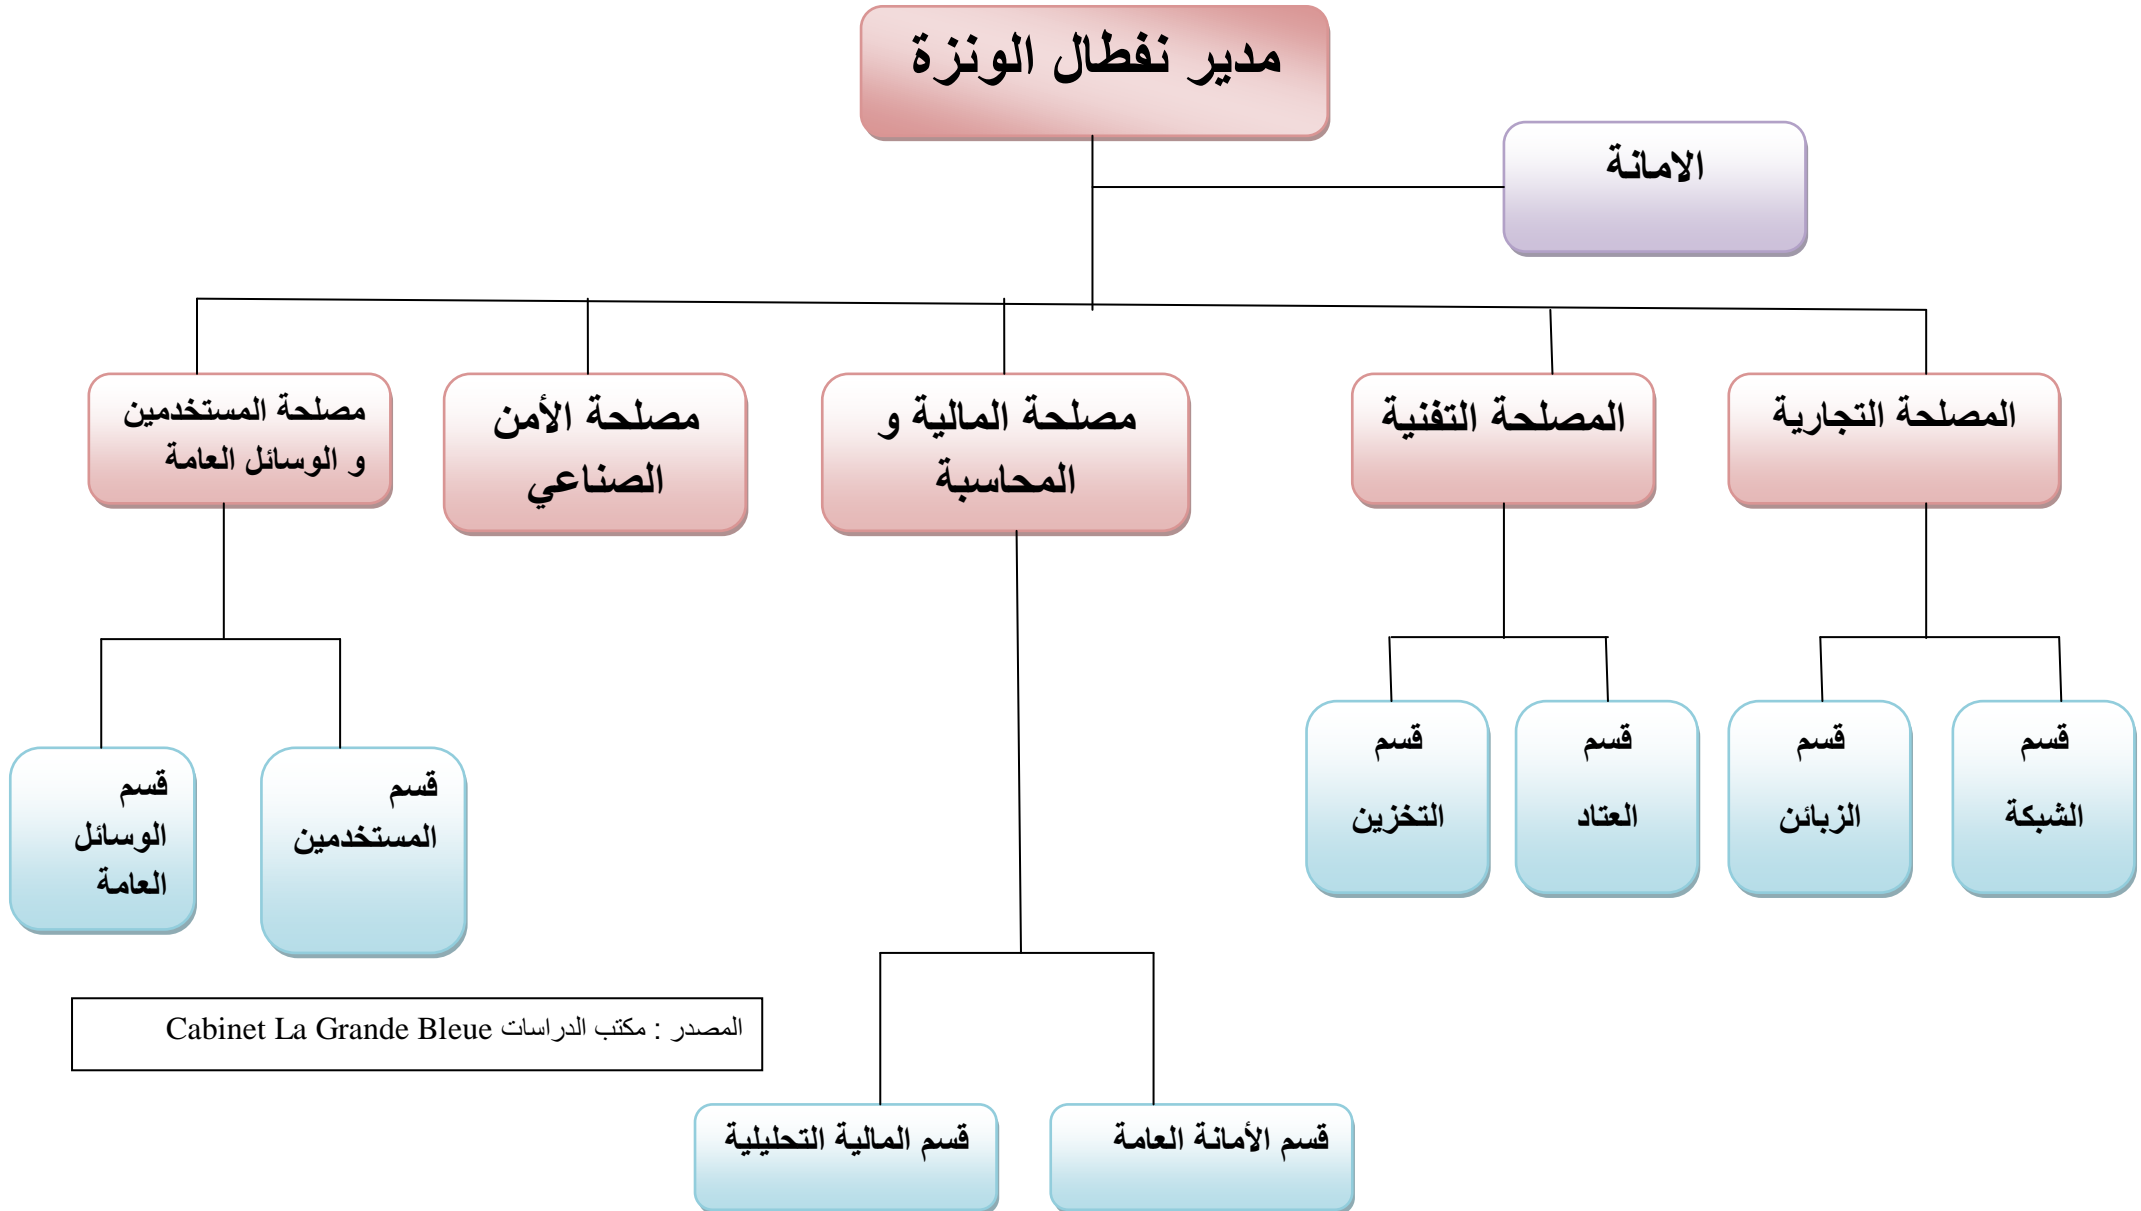 مدير نفطال الونزة
الامانة
المصلحة التجارية
المصلحة التفنية
مصلحة المالية و
المحاسبة
مصلحة الأمن
الصناعي
مصلحة المستخدمين
و الوسائل العامة
قسم
الشبكة
قسم
الزبائن
قسم
العتاد
قسم
التخزين
قسم
المستخدمين
قسم
الوسائل
العامة
المصدر : مكتب الدراسات Cabinet La Grande Bleue
قسم الأمانة العامة
قسم المالية التحليلية